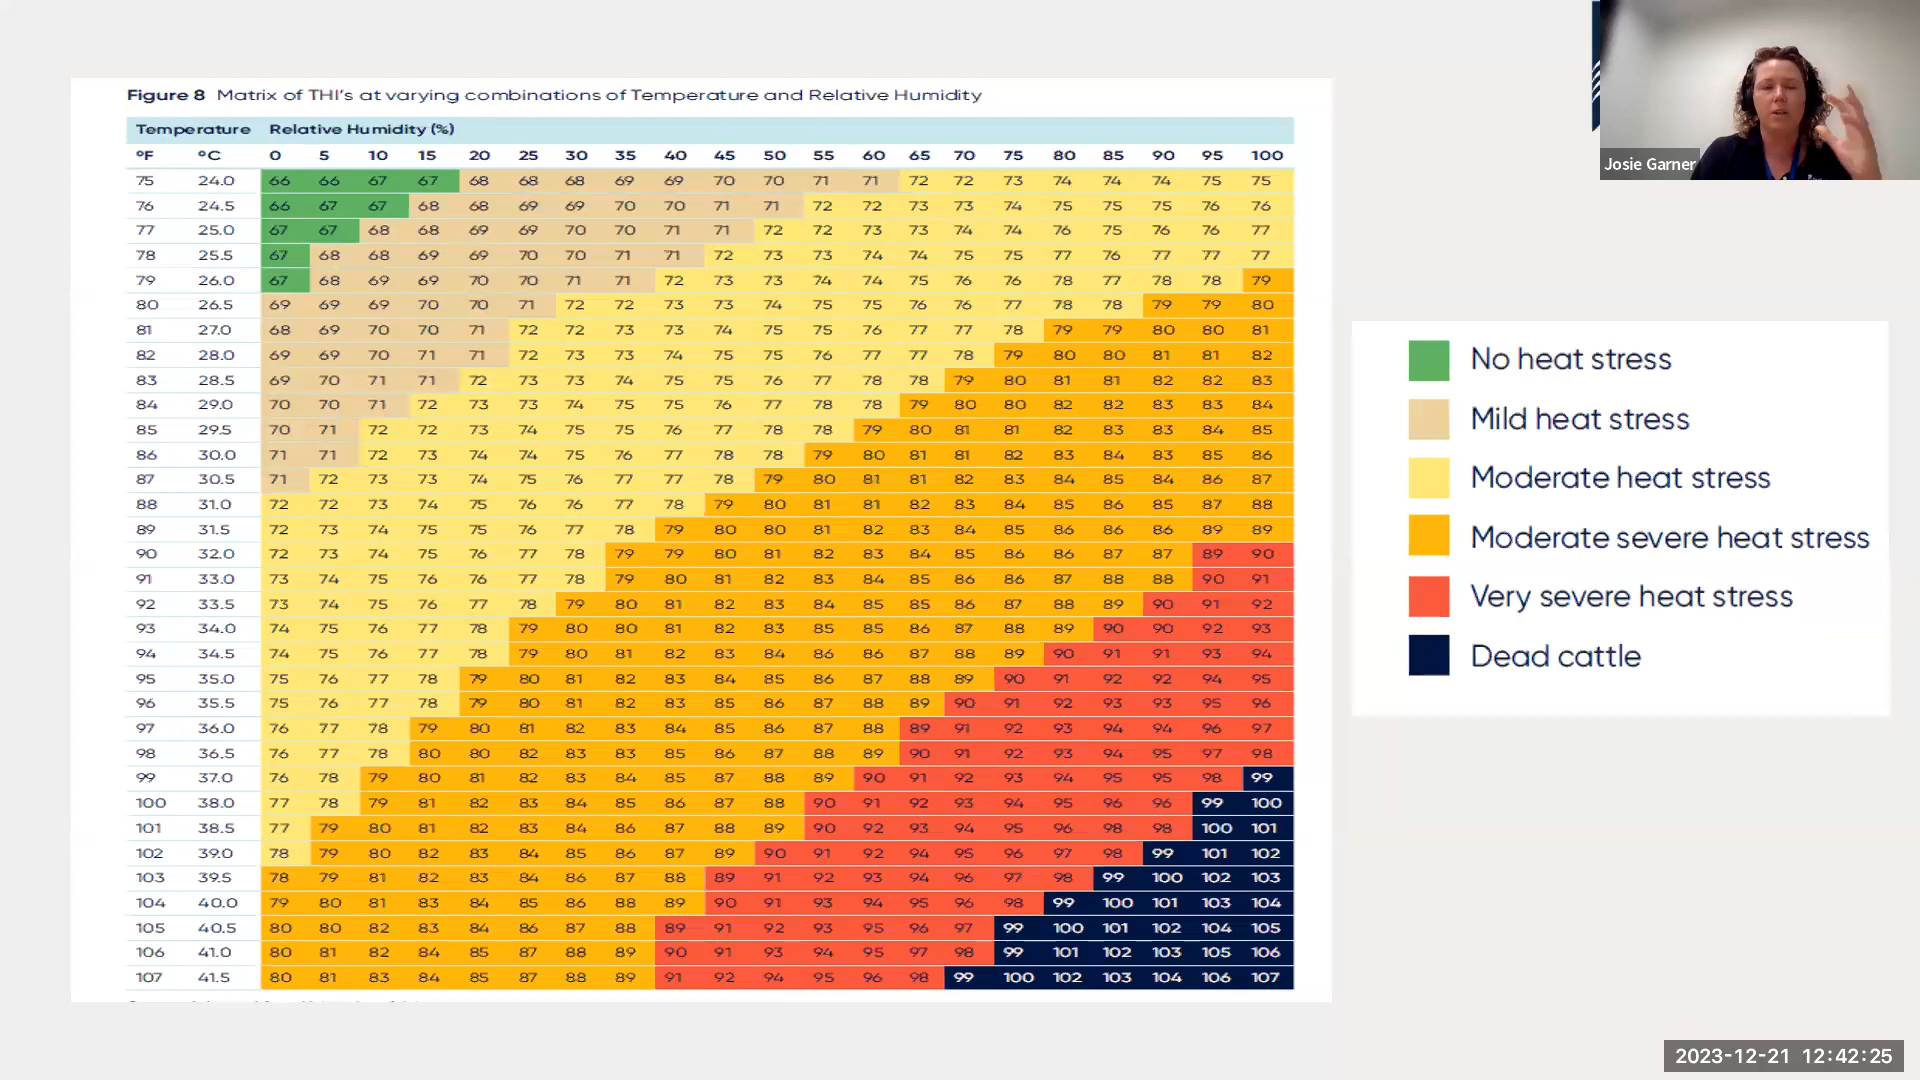 Figure 8 Matrix of THI's at varying combinations of Temperature and Relative Humidity
Temperature Relative Humidity (%)
ºF ºC 0 5 10 15 20 25 30 35 40 45 50 55 60 65 70 75 80 85 90 95 100
75 24.0 66 66 67 67 68 68 68 69 69 70 70 71 71 72 72 73 74 74 74 75 75
76 24.5 66 67 67 68 68 69 69 70 70 71 71 72 72 73 73 74 75 75 75 76 76
77 25.0 67 67 68 68 69 69 70 70 71 71 72 72 73 73 74 74 76 75 76 76 77
78 25.5 67 68 68 69 69 70 70 71 71 72 73 73 74 74 75 75 77 76 77 77 77
79 26.0 67 68 69 69 70 70 71 71 72 73 73 74 74 75 76 76 78 77 78 78 79
80 26.5 69 69 69 70 70 71 72 72 73 73 74 75 75 76 76 77 78 78 79 79 80
81 27.0 68 69 70 70 71 72 72 73 73 74 75 75 76 77 77 78 79 79 80 80 81
82 28.0 69 69 70 71 71 72 73 73 74 75 75 76 77 77 78 79 80 80 81 81 82
83 28.5 69 70 71 71 72 73 73 74 75 75 76 77 78 78 79 80 81 81 82 82 83
84 29.0 70 70 71 72 73 73 74 75 75 76 77 78 78 79 80 80 82 82 83 83 84
85 29.5 70 71 72 72 73 74 75 75 76 77 78 78 79 80 81 81 82 83 83 84 85
86 30.0 71 71 72 73 74 74 75 76 77 78 78 79 80 81 81 82 83 84 83 85 86
87 30.5 71 72 73 73 74 75 76 77 77 78 79 80 81 81 82 83 84 85 84 86 87
88 31.0 72 72 73 74 75 76 76 77 78 79 80 81 81 82 83 84 85 86 85 87 88
89 31.5 72 73 74 75 75 76 77 78 79 80 80 81 82 83 84 85 86 86 86 89 89
90 32.0 72 73 74 75 76 77 78 79 79 80 81 82 83 84 85 86 86 87 87 89 90
91 33.0 73 74 75 76 76 77 78 79 80 81 82 83 84 85 86 86 87 88 88 90 91
92 33.5 73 74 75 76 77 78 79 80 81 82 83 84 85 85 86 87 88 89 90 91 92
93 34.0 74 75 76 77 78 79 80 80 81 82 83 85 85 86 87 88 89 90 90 92 93
94 34.5 74 75 76 77 78 79 80 81 82 83 84 86 86 87 88 89 90 91 91 93 94
95 35.0 75 76 77 78 79 80 81 82 83 84 85 86 87 88 89 90 91 92 92 94 95
96 35.5 75 76 77 78 79 80 81 82 83 85 86 87 88 89 90 91 92 93 93 95 96
97 36.0 76 77 78 79 80 81 82 83 84 85 86 87 88 89 91 92 93 94 94 96 97
98 36.5 76 77 78 80 80 82 83 83 85 86 87 88 89 90 91 92 93 94 95 97 98
99 37.0 76 78 79 80 81 82 83 84 85 87 88 89 90 91 92 93 94 95 95 98 99
100 38.0 77 78 79 81 82 83 84 85 86 87 88 90 91 92 93 94 95 96 96 99 100
101 38.5 77 79 80 81 82 83 84 86 87 88 89 90 92 93 94 95 96 98 98 100 101
102 39.0 78 79 80 82 83 84 85 86 87 89 90 91 92 94 95 96 97 98 99 101 102
103 39.5 78 79 81 82 83 84 86 87 88 89 91 92 93 94 96 97 98 99 100 102 103
104 40.0 79 80 81 83 84 85 86 88 89 90 91 93 94 95 96 98 99 100 101 103 104
105 40.5 80 80 82 83 84 86 87 88 89 91 92 93 95 96 97 99 100 101 102 104 105
106 41.0 80 81 82 84 85 87 88 89 90 91 93 94 95 97 98 99 101 102 103 105 106
107 41.5 80 81 83 84 85 87 88 89 91 92 94 95 96 98 99 100 102 103 104 106 107
No heat stress
Mild heat stress
Moderate heat stress
Moderate severe heat stress
Very severe heat stress
Dead cattle
Josie Garner
2023-12-21 12:42:25